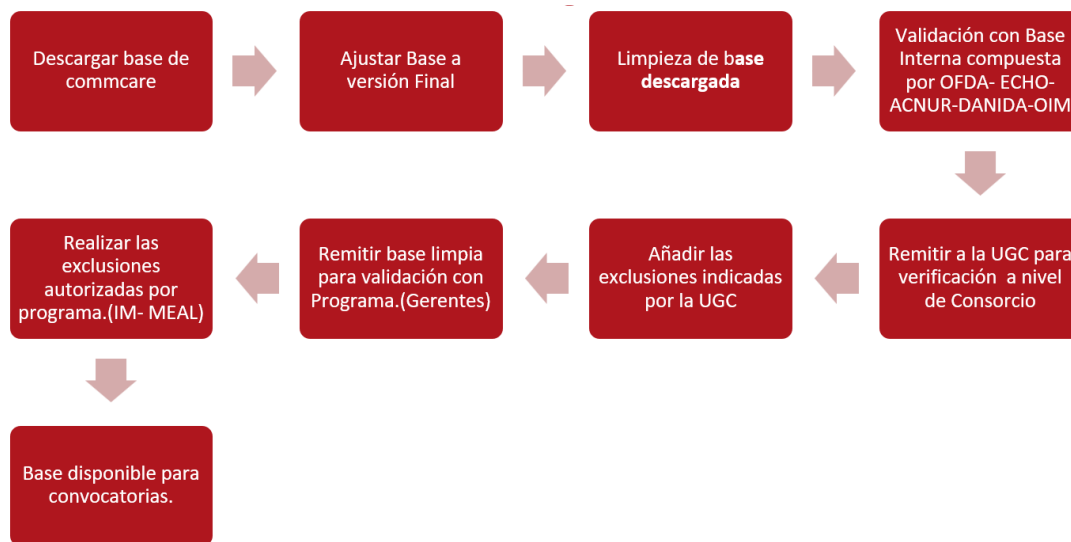 Descargar base de
commcare
Ajustar Base a
versión Final
Limpieza de base
descargada
Validación con Base
Interna compuesta
por OFDA- ECHO-
ACNUR-DANIDA-OIM
Remitir a la UGC para
verificación a nivel
de Consorcio
Añadir las
exclusiones indicadas
por la UGC
Remitir base limpia
para validación con
Programa.(Gerentes)
Realizar las
exclusiones
autorizadas por
programa.(IM- MEAL)
Base disponible para
convocatorias.